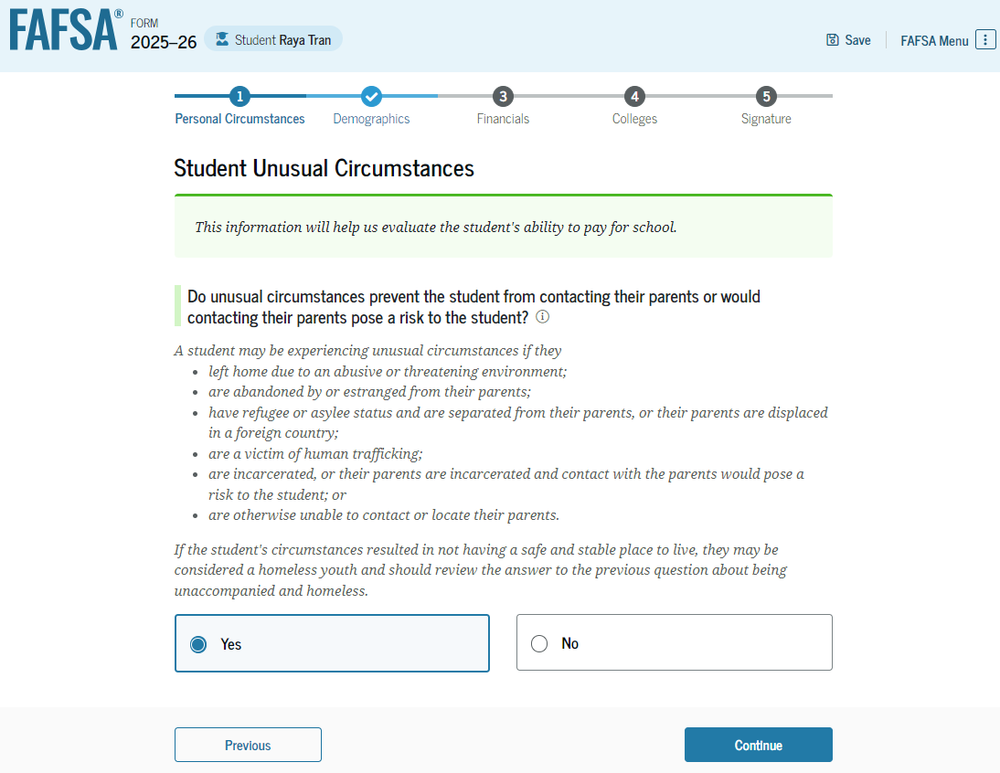 FAFSA®
FORM
2025–26
Student Raya Tran
Save
FAFSA Menu
1
3
4
5
Personal Circumstances
Demographics
Financials
Colleges
Signature
Student Unusual Circumstances
This information will help us evaluate the student's ability to pay for school.
Do unusual circumstances prevent the student from contacting their parents or would
contacting their parents pose a risk to the student?
A student may be experiencing unusual circumstances if they
• left home due to an abusive or threatening environment;
• are abandoned by or estranged from their parents;
• have refugee or asylee status and are separated from their parents, or their parents are displaced
in a foreign country;
• are a victim of human trafficking;
• are incarcerated, or their parents are incarcerated and contact with the parents would pose a
risk to the student; or
• are otherwise unable to contact or locate their parents.
If the student's circumstances resulted in not having a safe and stable place to live, they may be
considered a homeless youth and should review the answer to the previous question about being
unaccompanied and homeless.
Yes
No
Previous
Continue